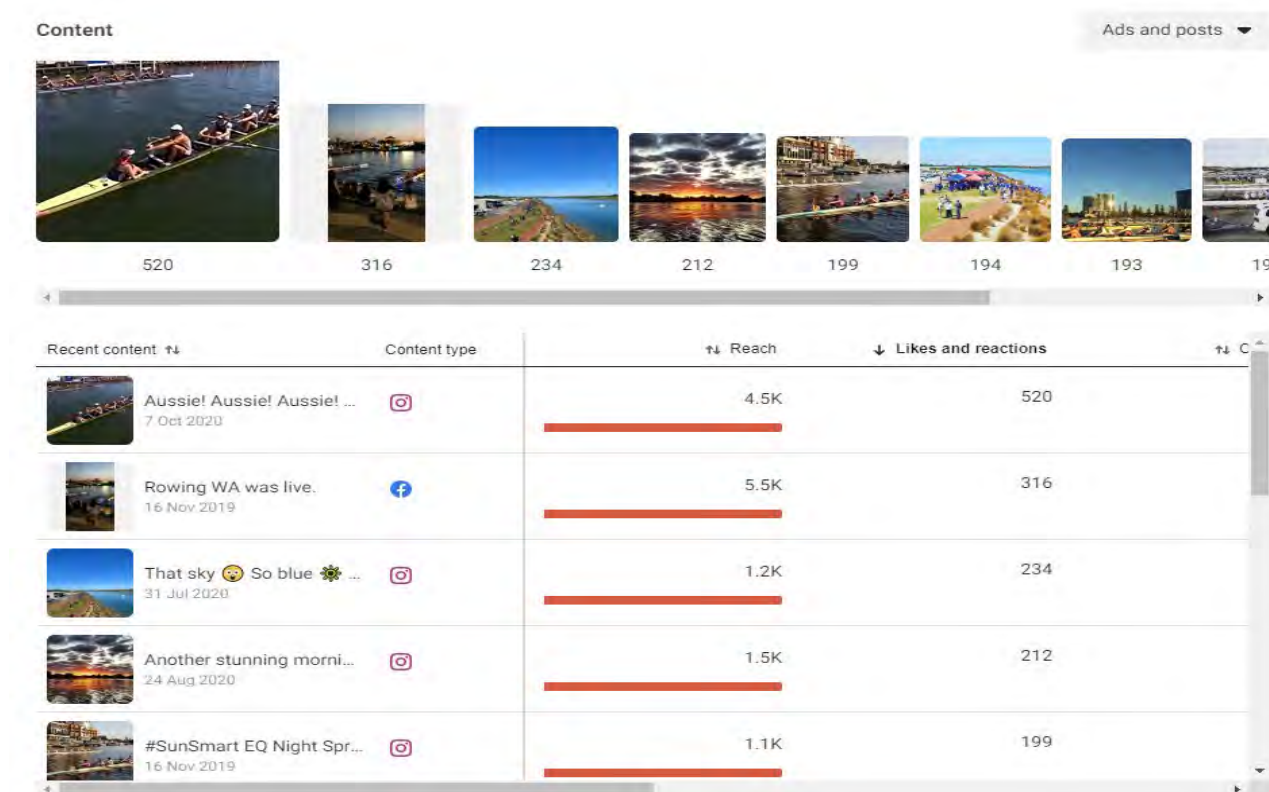 Content
Ads and posts
520 316 234 212 199 194 193 19
Recent content Content type Reach Likes and reactions C
Aussie! Aussie! Aussie! ... 4.5K 520
7 Oct 2020
Rowing WA was live. 5.5K 316
16 Nov 2019
That sky 😲 So blue 🌞 ... 1.2K 234
31 Jul 2020
Another stunning morni... 1.5K 212
24 Aug 2020
#SunSmart EQ Night Spr... 1.1K 199
16 Nov 2019